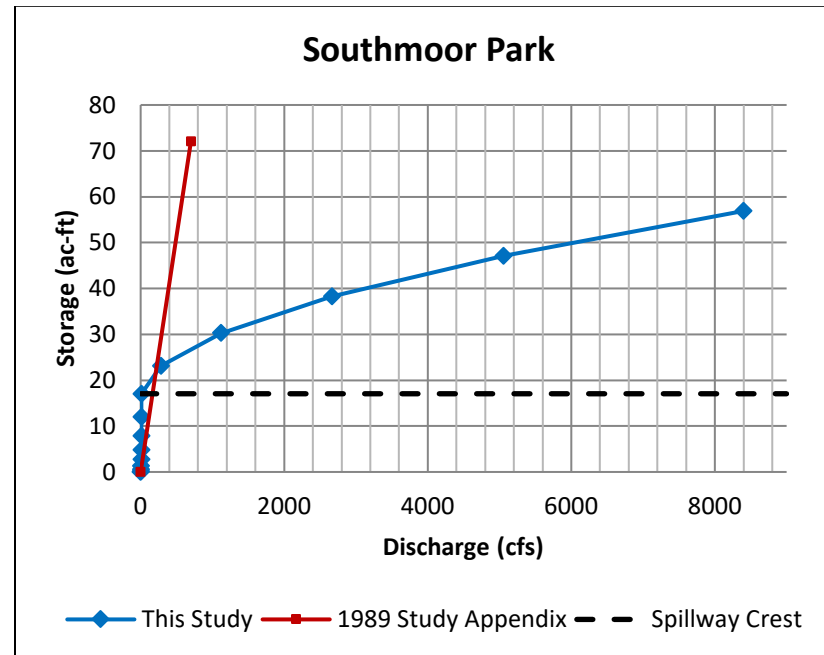 Southmoor Park
80
70
60
50
40
30
20
10
0
Storage (ac-ft)
0 2000 4000 6000 8000
Discharge (cfs)
This Study 1989 Study Appendix Spillway Crest